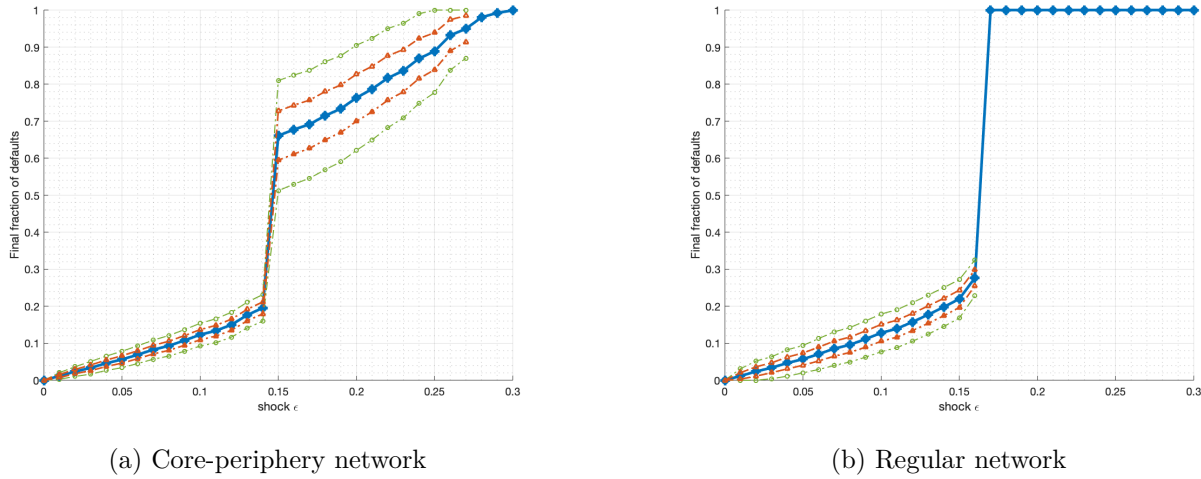 1
0.9
0.8
0.7
0.6
0.5
0.4
0.3
0.2
0.1
0
Final fraction of defaults
0 0.05 0.1 0.15 0.2 0.25 0.3
shock ϵ
(a) Core-periphery network
1
0.9
0.8
0.7
0.6
0.5
0.4
0.3
0.2
0.1
0
Final fraction of defaults
0 0.05 0.1 0.15 0.2 0.25 0.3
shock ϵ
(b) Regular network